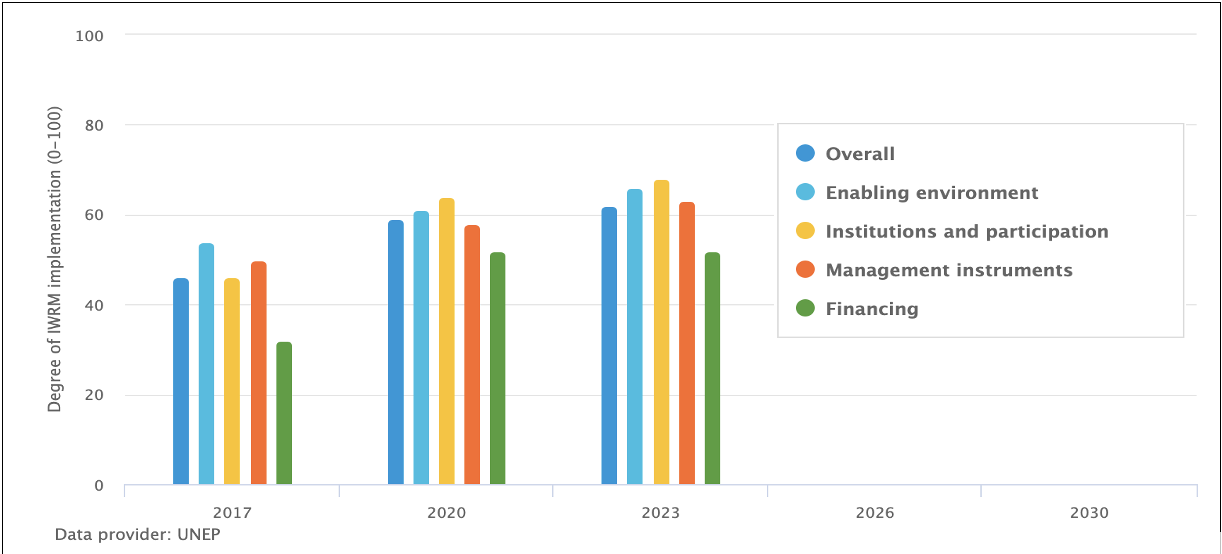 100
80
60
40
20
0
Degree of IWRM implementation (0–100)
Overall
Enabling environment
Institutions and participation
Management instruments
Financing
2017 2020 2023 2026 2030
Data provider: UNEP